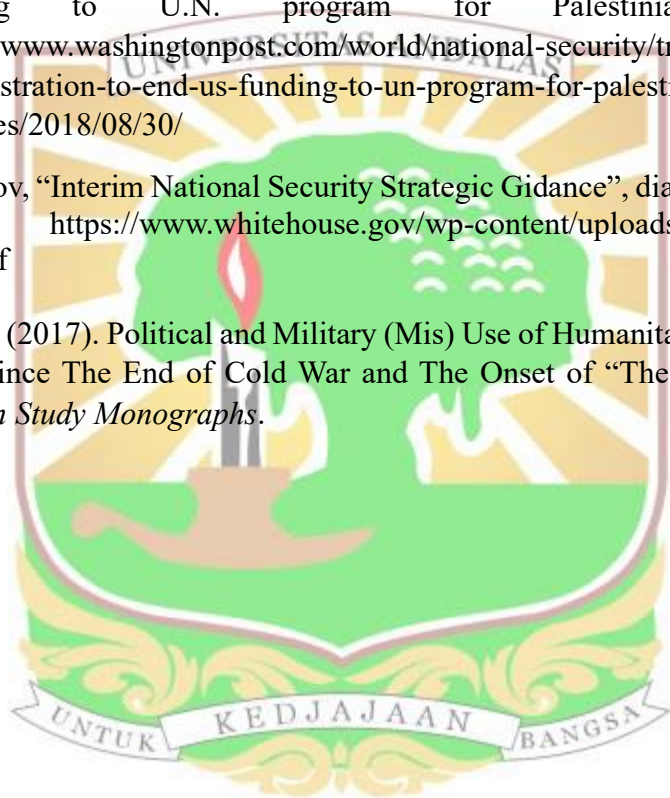 to U.N. program for Palestinia
www.washingtonpost.com/world/national-security/tr
UNIVERSITAS ANDALAS
stration-to-end-us-funding-to-un-program-for-palesti
es/2018/08/30/
ov, “Interim National Security Strategic Gidance”, dia
https://www.whitehouse.gov/wp-content/uploads
f
(2017). Political and Military (Mis) Use of Humanita
ince The End of Cold War and The Onset of “The
n Study Monographs.
UNTUK KEDJAJAAN BANGSA